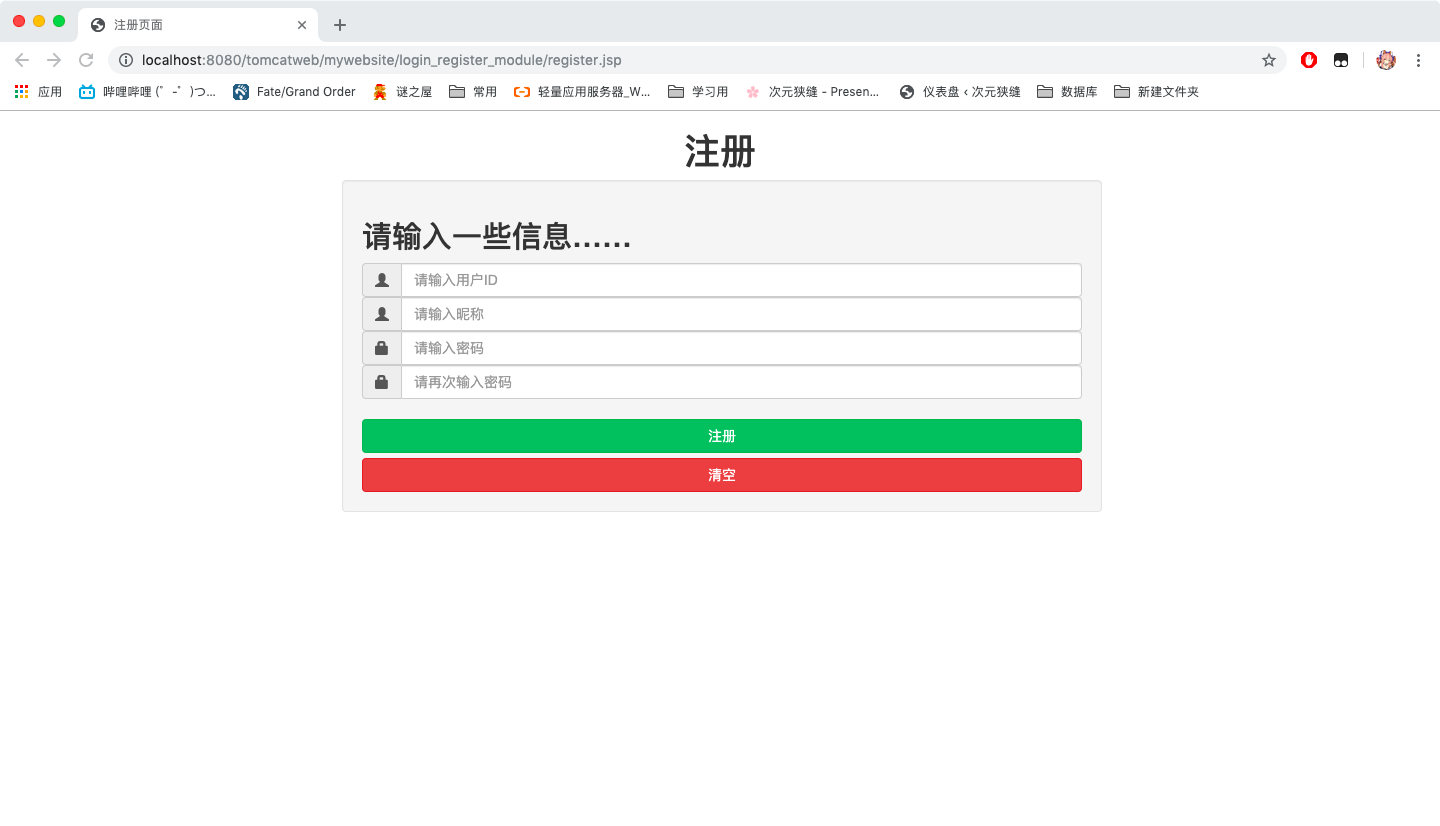 注册页面
localhost:8080/tomcatweb/mywebsite/login_register_module/register.jsp
应用 哔哩哔哩 (゜-゜)つ... Fate/Grand Order 谜之屋 常用 轻量应用服务器_W... 学习用 次元狭缝 - Presen... 仪表盘 ‹ 次元狭缝 数据库 新建文件夹
注册
请输入一些信息......
请输入用户ID
请输入昵称
请输入密码
请再次输入密码
注册
清空